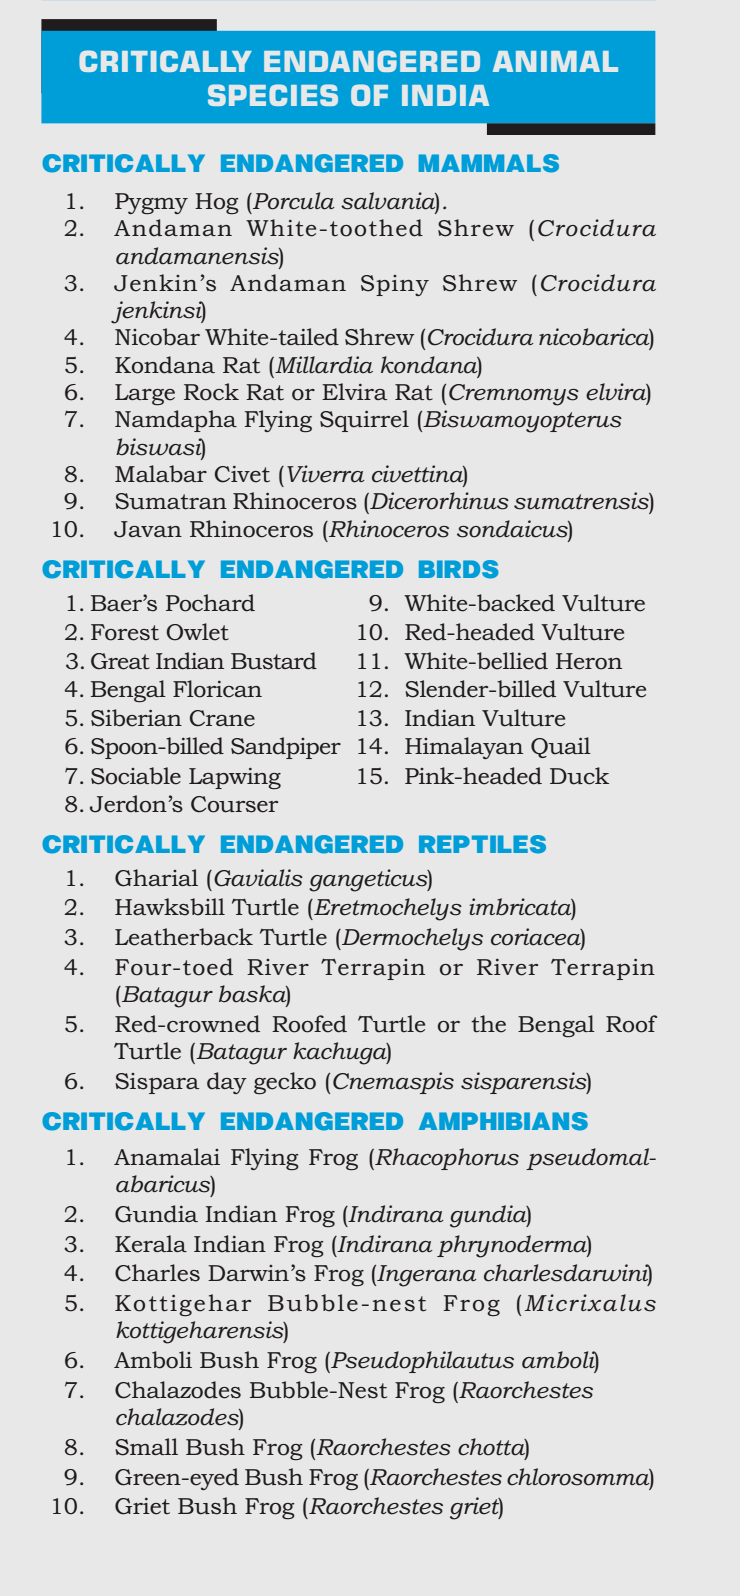 CRITICALLY ENDANGERED ANIMAL
SPECIES OF INDIA
CRITICALLY ENDANGERED MAMMALS
1. Pygmy Hog (Porcula salvania).
2. Andaman White-toothed Shrew (Crocidura
andamanensis)
3. Jenkin's Andaman Spiny Shrew (Crocidura
jenkinsi)
4. Nicobar White-tailed Shrew (Crocidura nicobarica)
5. Kondana Rat (Millardia kondana)
6. Large Rock Rat or Elvira Rat (Cremnomys elvira)
7. Namdapha Flying Squirrel (Biswamoyopterus
biswasi)
8. Malabar Civet (Viverra civettina)
9. Sumatran Rhinoceros (Dicerorhinus sumatrensis)
10. Javan Rhinoceros (Rhinoceros sondaicus)
CRITICALLY ENDANGERED BIRDS
1. Baer's Pochard
2. Forest Owlet
3. Great Indian Bustard
4. Bengal Florican
5. Siberian Crane
6. Spoon-billed Sandpiper
7. Sociable Lapwing
8. Jerdon's Courser
9. White-backed Vulture
10. Red-headed Vulture
11. White-bellied Heron
12. Slender-billed Vulture
13. Indian Vulture
14. Himalayan Quail
15. Pink-headed Duck
CRITICALLY ENDANGERED REPTILES
1. Gharial (Gavialis gangeticus)
2. Hawksbill Turtle (Eretmochelys imbricata)
3. Leatherback Turtle (Dermochelys coriacea)
4. Four-toed River Terrapin or River Terrapin
(Batagur baska)
5. Red-crowned Roofed Turtle or the Bengal Roof
Turtle (Batagur kachuga)
6. Sispara day gecko (Cnemaspis sisparensis)
CRITICALLY ENDANGERED AMPHIBIANS
1. Anamalai Flying Frog (Rhacophorus pseudomal-
abaricus)
2. Gundia Indian Frog (Indirana gundia)
3. Kerala Indian Frog (Indirana phrynoderma)
4. Charles Darwin's Frog (Ingerana charlesdarwini)
5. Kottigehar Bubble-nest Frog (Micrixalus
kottigeharensis)
6. Amboli Bush Frog (Pseudophilautus amboli)
7. Chalazodes Bubble-Nest Frog (Raorchestes
chalazodes)
8. Small Bush Frog (Raorchestes chotta)
9. Green-eyed Bush Frog (Raorchestes chlorosomma)
10. Griet Bush Frog (Raorchestes griet)